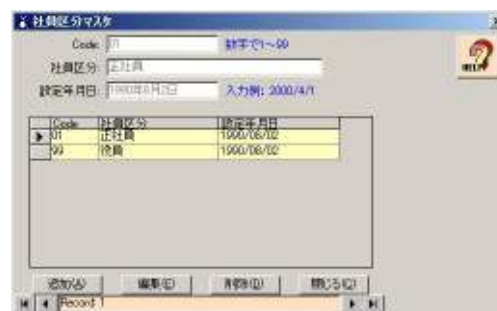 社員区分マスタ
Code: 01 数字で1～99
社員区分: 正社員
設定年月日: 1990年8月2日 入力例: 2000/4/1
HELP
Code 社員区分 設定年月日
01 正社員 1990/08/02
99 役員 1990/08/02
追加(A) 編集(E) 削除(D) 閉じる(Q)
Record 1